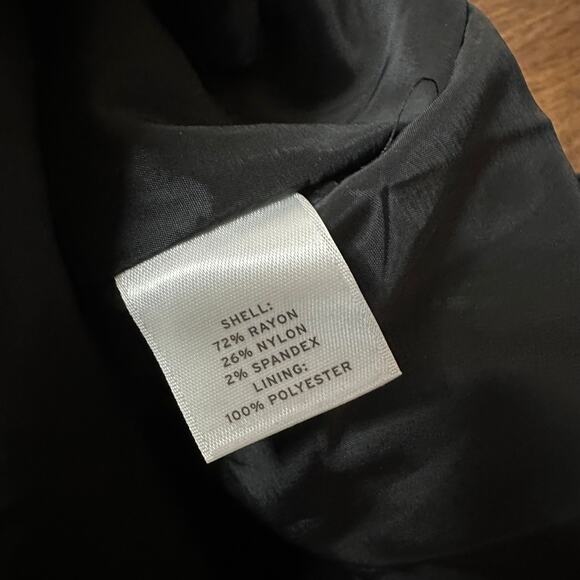 SHELL:
72% RAYON
26% NYLON
2% SPANDEX
LINING:
100% POLYESTER